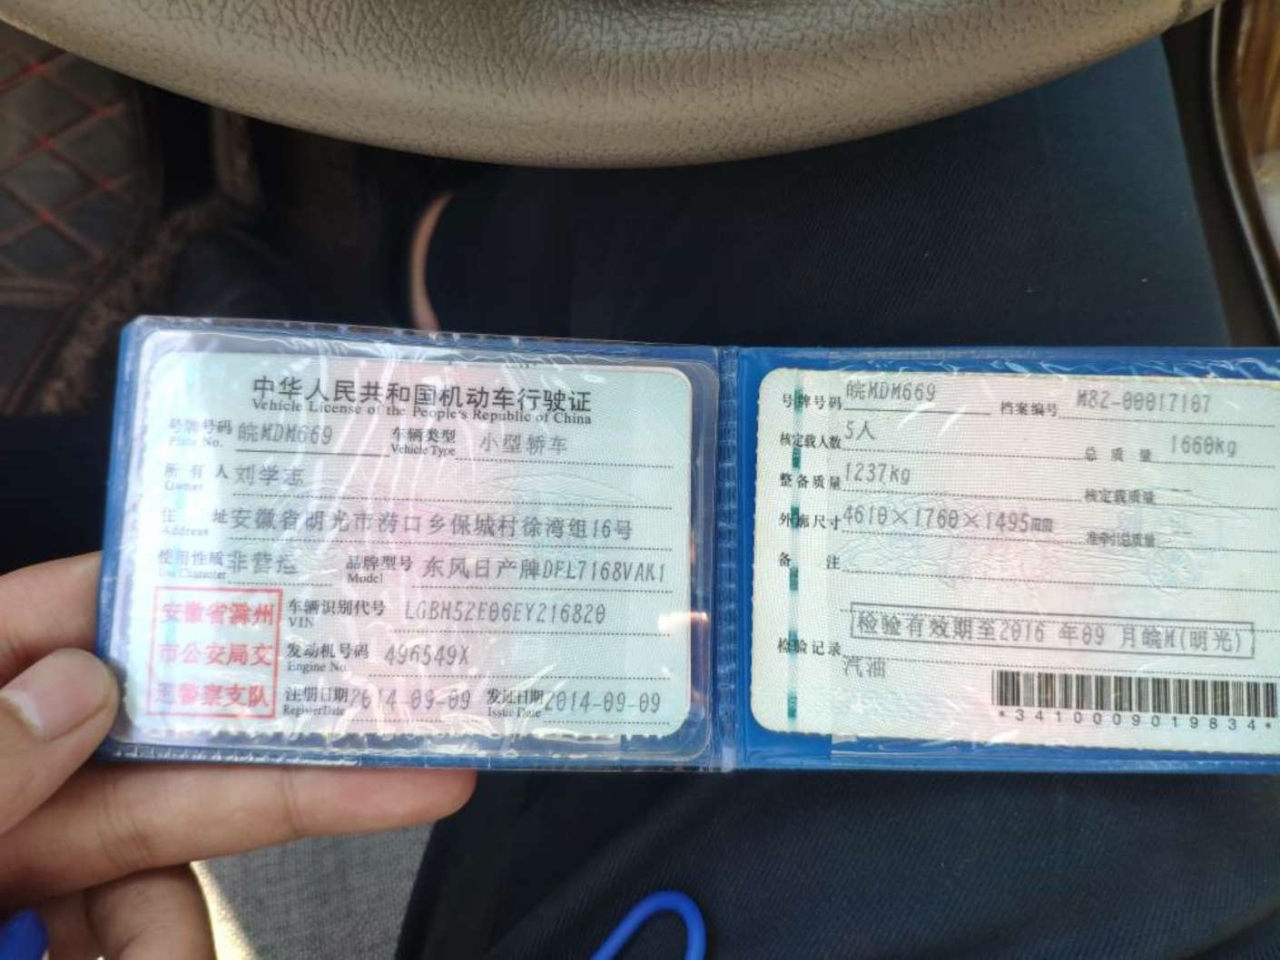 中华人民共和国机动车行驶证
Vehicle License of the People's Republic of China
号牌号码 皖MDM669 车辆类型 小型轿车
Plate No. Vehicle Type
所有人 刘学志
Owner
住址 安徽省明光市涝口乡保城村徐湾组16号
Address
使用性质 非营运 品牌型号 东风日产牌DFL7168VAK1
Use Character Model
车辆识别代号 LGBH52E06EY216820
VIN
发动机号码 496549X
Engine No.
注册日期 2014-09-09 发证日期 2014-09-09
Register Date Issue Date
安徽省滁州
市公安局交
通警察支队
号牌号码 皖MDM669 档案编号 M82-00017107
核定载人数 5人 总质量 1660kg
整备质量 1237kg 核定载质量 --
外廓尺寸 4610×1760×1495mm 准牵引总质量 --
备注
检验有效期至2016 年09 月皖M(明光)
检验记录
汽油
*3410009019834*